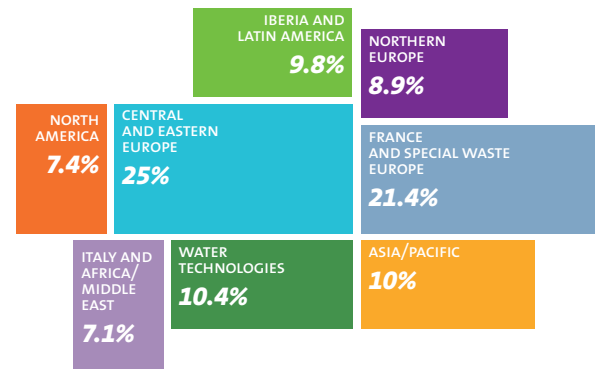 IBERIA AND
LATIN AMERICA
9.8%
NORTHERN
EUROPE
8.9%
NORTH
AMERICA
7.4%
CENTRAL
AND EASTERN
EUROPE
25%
FRANCE
AND SPECIAL WASTE
EUROPE
21.4%
ITALY AND
AFRICA/
MIDDLE
EAST
7.1%
WATER
TECHNOLOGIES
10.4%
ASIA/PACIFIC
10%